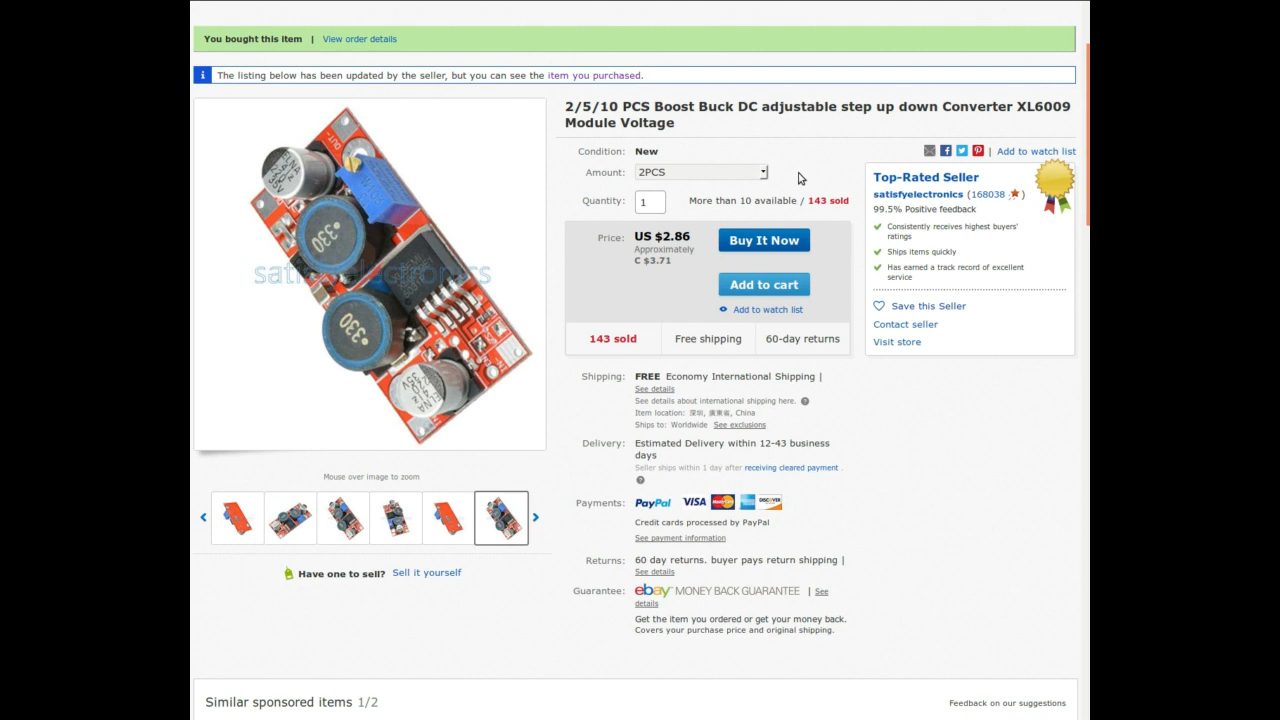 You bought this item | View order details
i The listing below has been updated by the seller, but you can see the item you purchased.
2/5/10 PCS Boost Buck DC adjustable step up down Converter XL6009
Module Voltage
Condition: New
Amount: 2PCS
Quantity: 1 More than 10 available / 143 sold
Price: US $2.86
Approximately
C $3.71
Buy It Now
Add to cart
Add to watch list
143 sold Free shipping 60-day returns
Shipping: FREE Economy International Shipping |
See details
See details about international shipping here. ?
Item location: 深圳, 廣東省, China
Ships to: Worldwide See exclusions
Delivery: Estimated Delivery within 12-43 business
days
Seller ships within 1 day after receiving cleared payment .
?
Payments: PayPal VISA MasterCard DISCOVER
Credit cards processed by PayPal
See payment information
Returns: 60 day returns. buyer pays return shipping |
See details
Guarantee: ebay MONEY BACK GUARANTEE | See
details
Get the item you ordered or get your money back.
Covers your purchase price and original shipping.
| Add to watch list
Top-Rated Seller
satisfyelectronics (168038 )
99.5% Positive feedback
Consistently receives highest buyers'
ratings
Ships items quickly
Has earned a track record of excellent
service
Save this Seller
Contact seller
Visit store
OUT-
330
satisfyelectronics
330
ELNA
220
35V
Mouse over image to zoom
Have one to sell? Sell it yourself
Similar sponsored items 1/2
Feedback on our suggestions